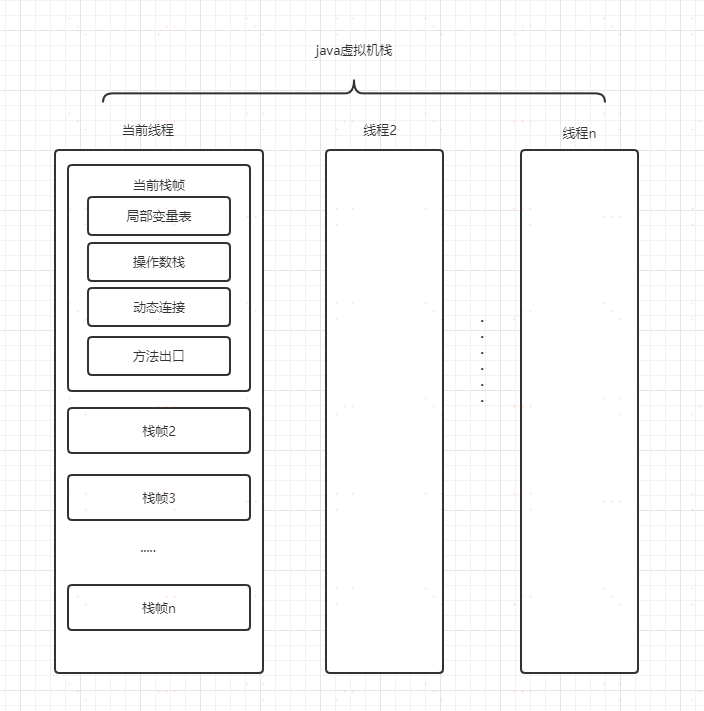 java虚拟机栈
当前线程
线程2
线程n
当前栈帧
局部变量表
操作数栈
动态连接
方法出口
栈帧2
栈帧3
.....
栈帧n